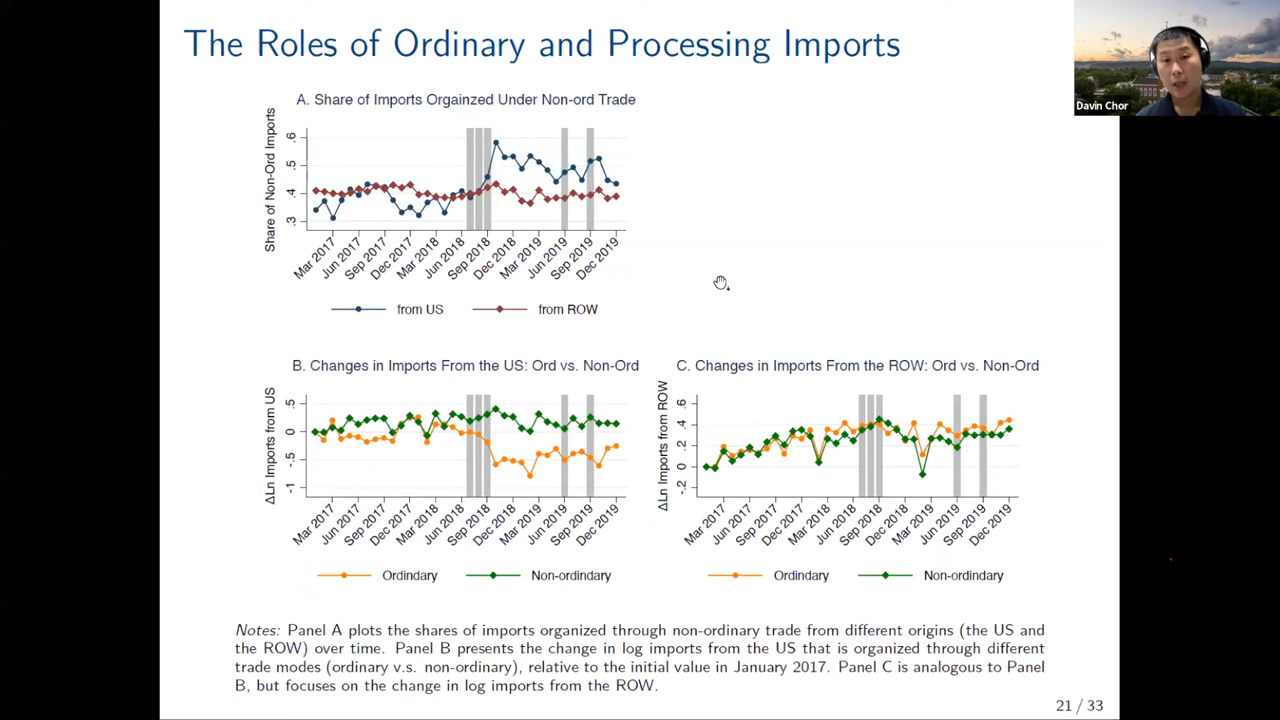 The Roles of Ordinary and Processing Imports
Davin Chor
A. Share of Imports Orgainzed Under Non-ord Trade
Share of Non-Ord Imports
.6
.5
.4
.3
Mar 2017
Jun 2017
Sep 2017
Dec 2017
Mar 2018
Jun 2018
Sep 2018
Dec 2018
Mar 2019
Jun 2019
Sep 2019
Dec 2019
from US
from ROW
B. Changes in Imports From the US: Ord vs. Non-Ord
ΔLn Imports from US
.5
0
-.5
-1
Mar 2017
Jun 2017
Sep 2017
Dec 2017
Mar 2018
Jun 2018
Sep 2018
Dec 2018
Mar 2019
Jun 2019
Sep 2019
Dec 2019
Ordindary
Non-ordindary
C. Changes in Imports From the ROW: Ord vs. Non-Ord
ΔLn Imports from ROW
.6
.4
.2
0
-.2
Mar 2017
Jun 2017
Sep 2017
Dec 2017
Mar 2018
Jun 2018
Sep 2018
Dec 2018
Mar 2019
Jun 2019
Sep 2019
Dec 2019
Ordindary
Non-ordindary
Notes: Panel A plots the shares of imports organized through non-ordinary trade from different origins (the US and
the ROW) over time. Panel B presents the change in log imports from the US that is organized through different
trade modes (ordinary v.s. non-ordinary), relative to the initial value in January 2017. Panel C is analogous to Panel
B, but focuses on the change in log imports from the ROW.
21 / 33